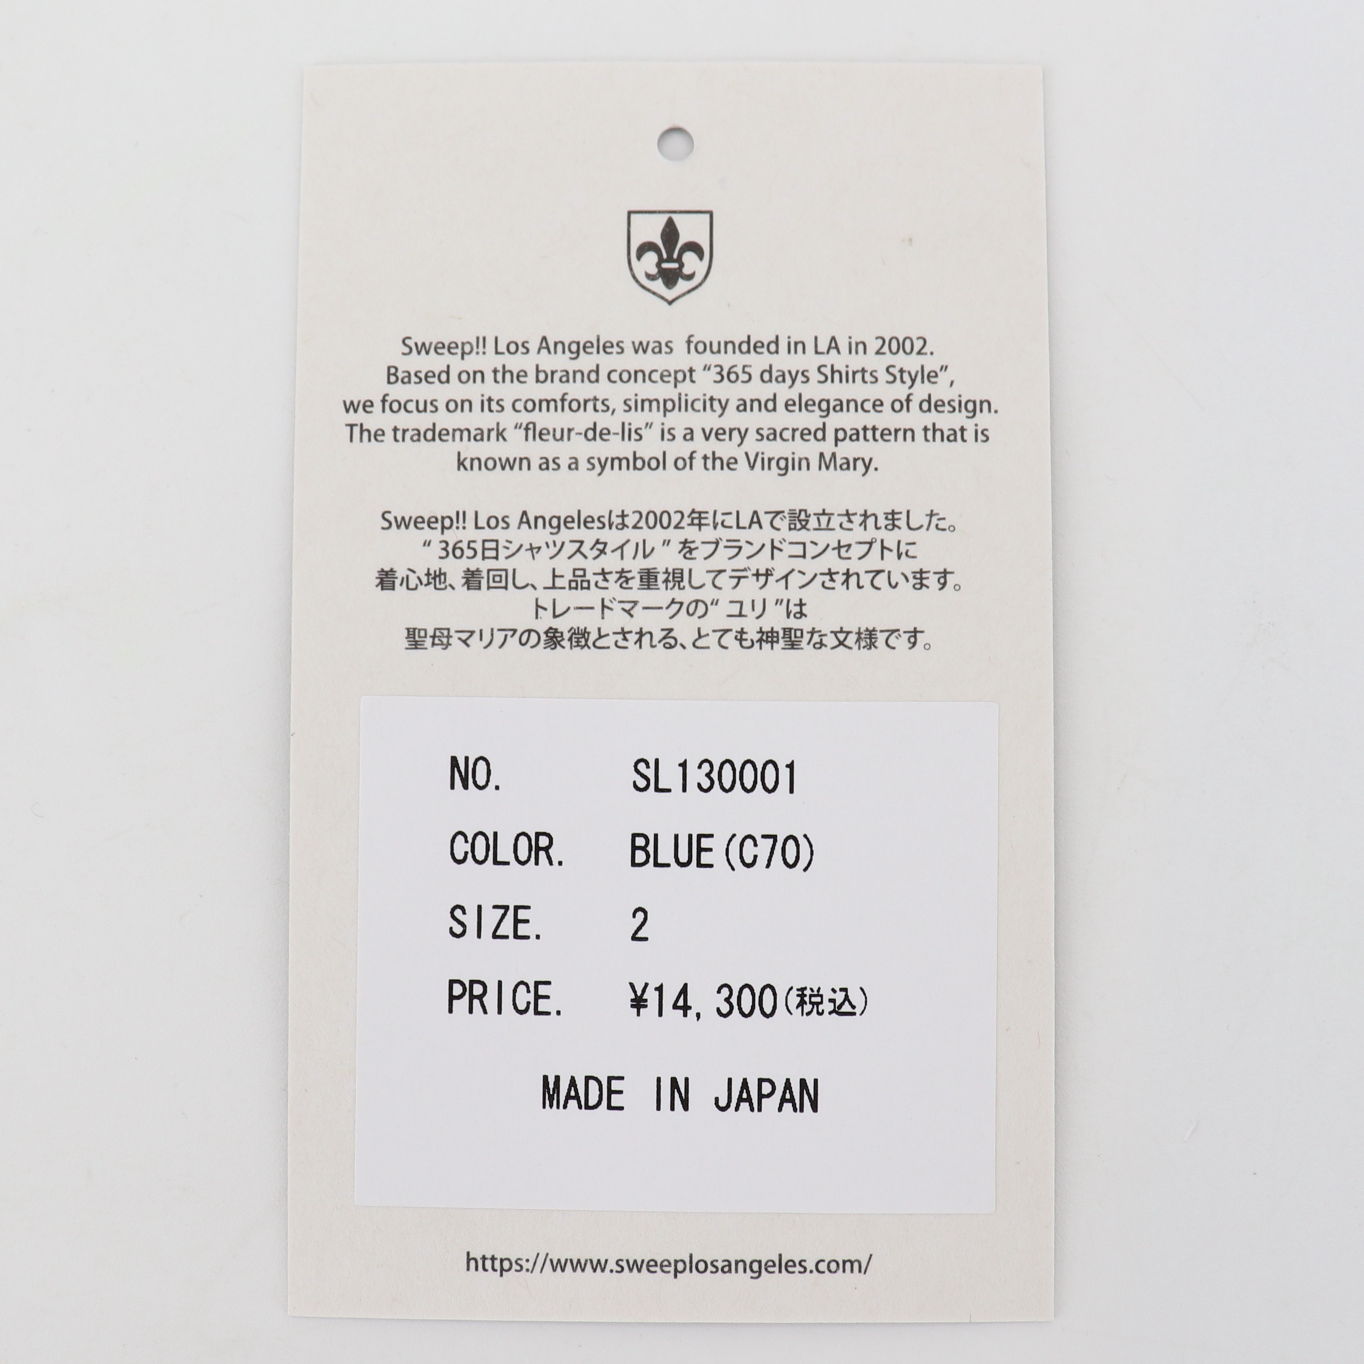 Sweep!! Los Angeles was founded in LA in 2002.
Based on the brand concept “365 days Shirts Style”,
we focus on its comforts, simplicity and elegance of design.
The trademark “fleur-de-lis” is a very sacred pattern that is
known as a symbol of the Virgin Mary.
Sweep!! Los Angelesは2002年にLAで設立されました。
“ 365日シャツスタイル ” をブランドコンセプトに
着心地、着回し、上品さを重視してデザインされています。
トレードマークの“ ユリ ”は
聖母マリアの象徴とされる、とても神聖な文様です。
NO. SL130001
COLOR. BLUE(C70)
SIZE. 2
PRICE. ¥14,300(税込)
MADE IN JAPAN
https://www.sweeplosangeles.com/